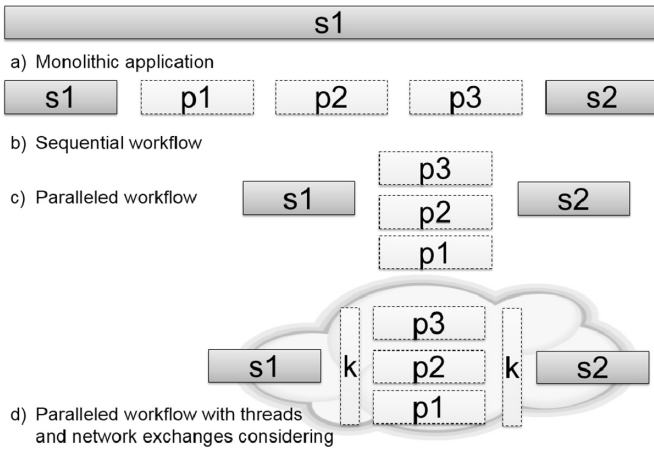 s1
a) Monolithic application
s1 p1 p2 p3 s2
b) Sequential workflow
p3
c) Paralleled workflow s1 p2 s2
p1
p3
s1 k p2 k s2
p1
d) Paralleled workflow with threads
and network exchanges considering